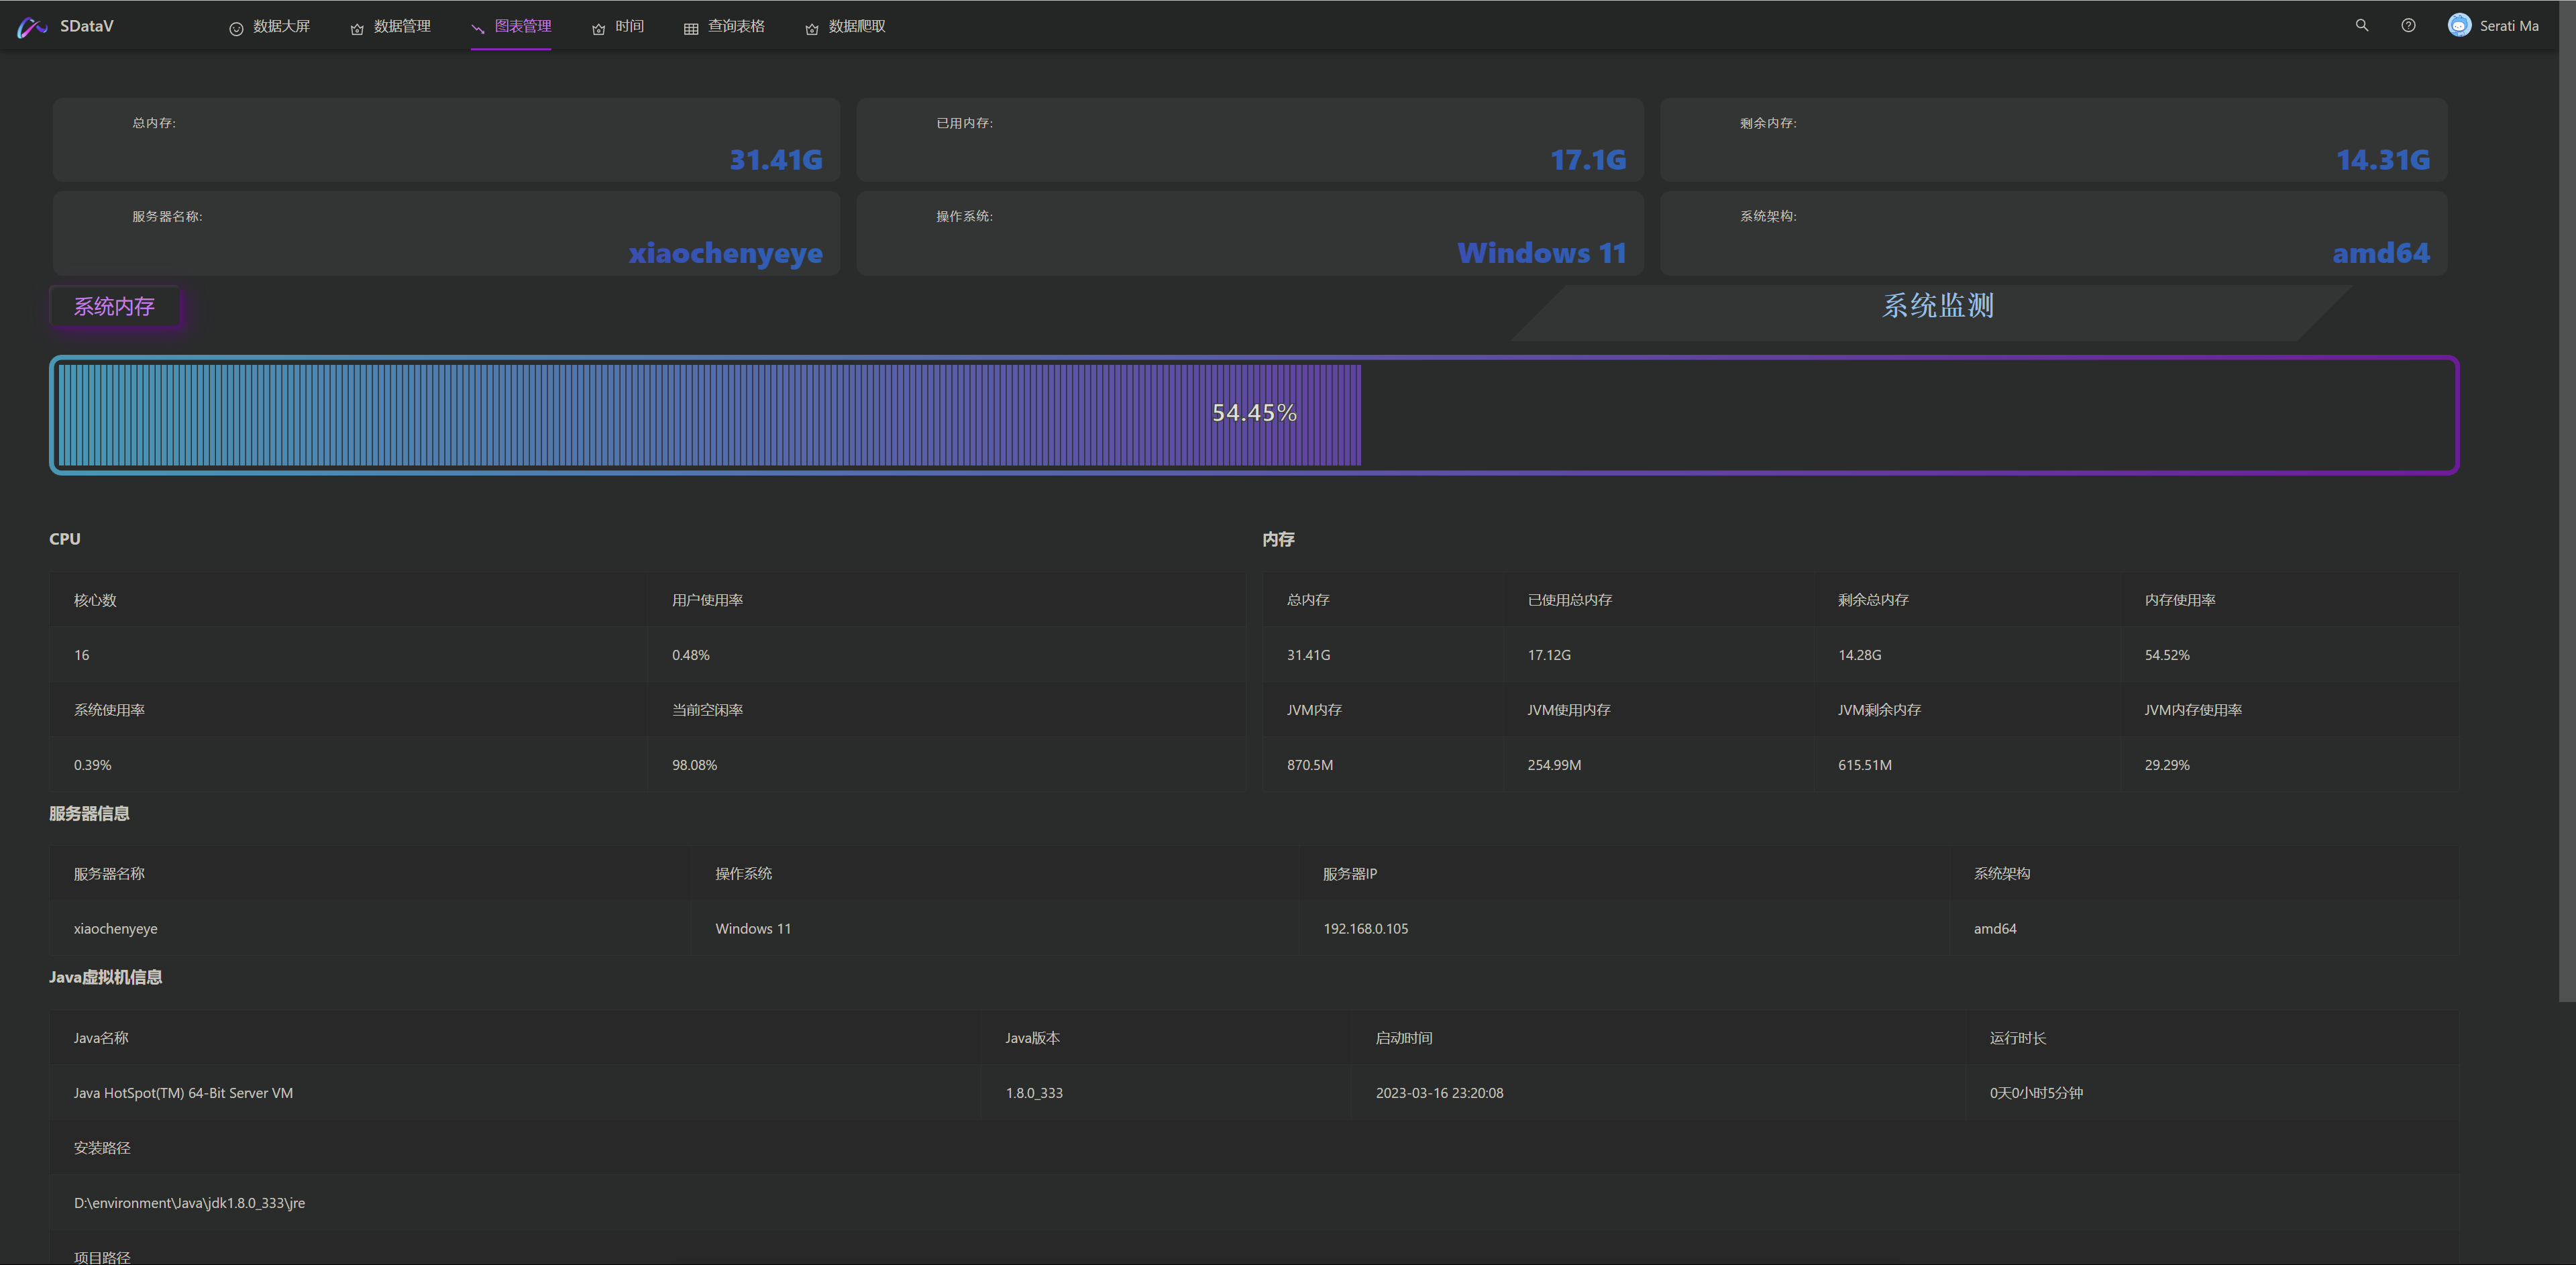 SDataV 数据大屏 数据管理 图表管理 时间 查询表格 数据爬取 Serati Ma
总内存: 已用内存: 剩余内存:
31.41G 17.1G 14.31G
服务器名称: 操作系统: 系统架构:
xiaochenyeye Windows 11 amd64
系统内存 系统监测
54.45%
CPU 内存
核心数 用户使用率 总内存 已使用总内存 剩余总内存 内存使用率
16 0.48% 31.41G 17.12G 14.28G 54.52%
系统使用率 当前空闲率 JVM内存 JVM使用内存 JVM剩余内存 JVM内存使用率
0.39% 98.08% 870.5M 254.99M 615.51M 29.29%
服务器信息
服务器名称 操作系统 服务器IP 系统架构
xiaochenyeye Windows 11 192.168.0.105 amd64
Java虚拟机信息
Java名称 Java版本 启动时间 运行时长
Java HotSpot(TM) 64-Bit Server VM 1.8.0_333 2023-03-16 23:20:08 0天0小时5分钟
安装路径
D:\environment\Java\jdk1.8.0_333\jre
项目路径